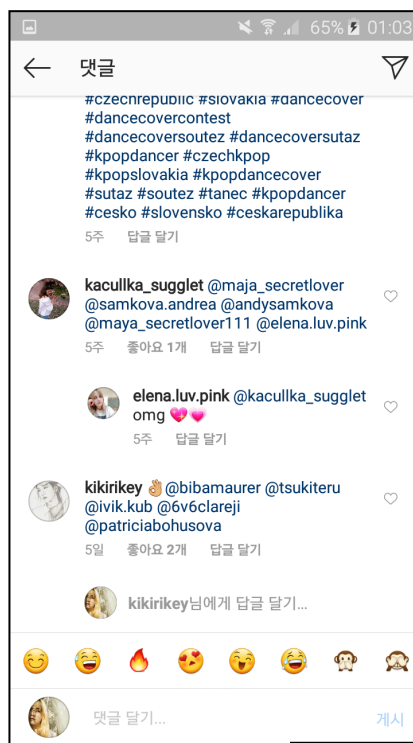 65% 01:03
댓글
#czechrepublic #slovakia #dancecover
#dancecovercontest
#dancecoversoutez #dancecoversutaz
#kpopdancer #czechkpop
#kpopslovakia #kpopdancecover
#sutaz #soutez #tanec #kpopdancer
#cesko #slovensko #ceskarepublika
5주 답글 달기
kacullka_sugglet @maja_secretlover
@samkova.andrea @andysamkova
@maya_secretlover111 @elena.luv.pink
5주 좋아요 1개 답글 달기
elena.luv.pink @kacullka_sugglet
omg 💖💗
5주 답글 달기
kikirikey 👌🏼@bibamaurer @tsukiteru
@ivik.kub @6v6clareji
@patriciabohusova
5일 좋아요 2개 답글 달기
kikirikey님에게 답글 달기...
댓글 달기... 게시